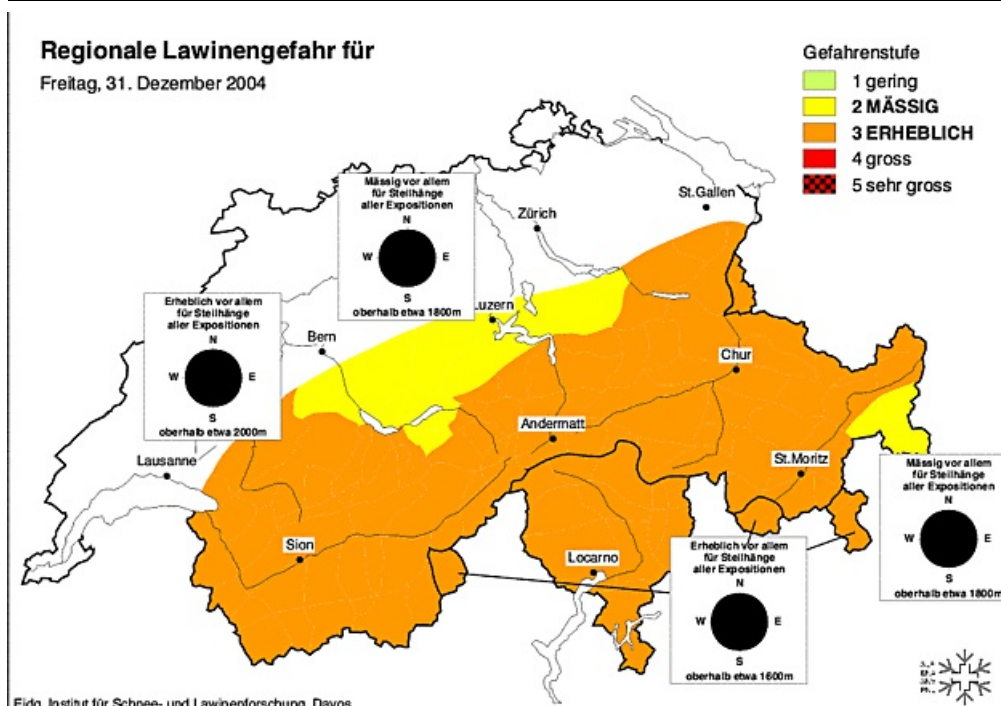 Regionale Lawinengefahr für
Freitag, 31. Dezember 2004
Gefahrenstufe
1 gering
2 MÄSSIG
3 ERHEBLICH
4 gross
5 sehr gross
Mässig vor allem
für Steilhänge
aller Expositionen
N
W E
S
oberhalb etwa 1800m
St.Gallen
Zürich
Erheblich vor allem
für Steilhänge
aller Expositionen
N
W E
S
oberhalb etwa 2000m
Luzern
Bern
Chur
Andermatt
Lausanne
St.Moritz
Mässig vor allem
für Steilhänge
aller Expositionen
N
W E
S
oberhalb etwa 1800m
Sion
Locarno
Erheblich vor allem
für Steilhänge
aller Expositionen
N
W E
S
oberhalb etwa 1600m
Eidg. Institut für Schnee- und Lawinenforschung, Davos